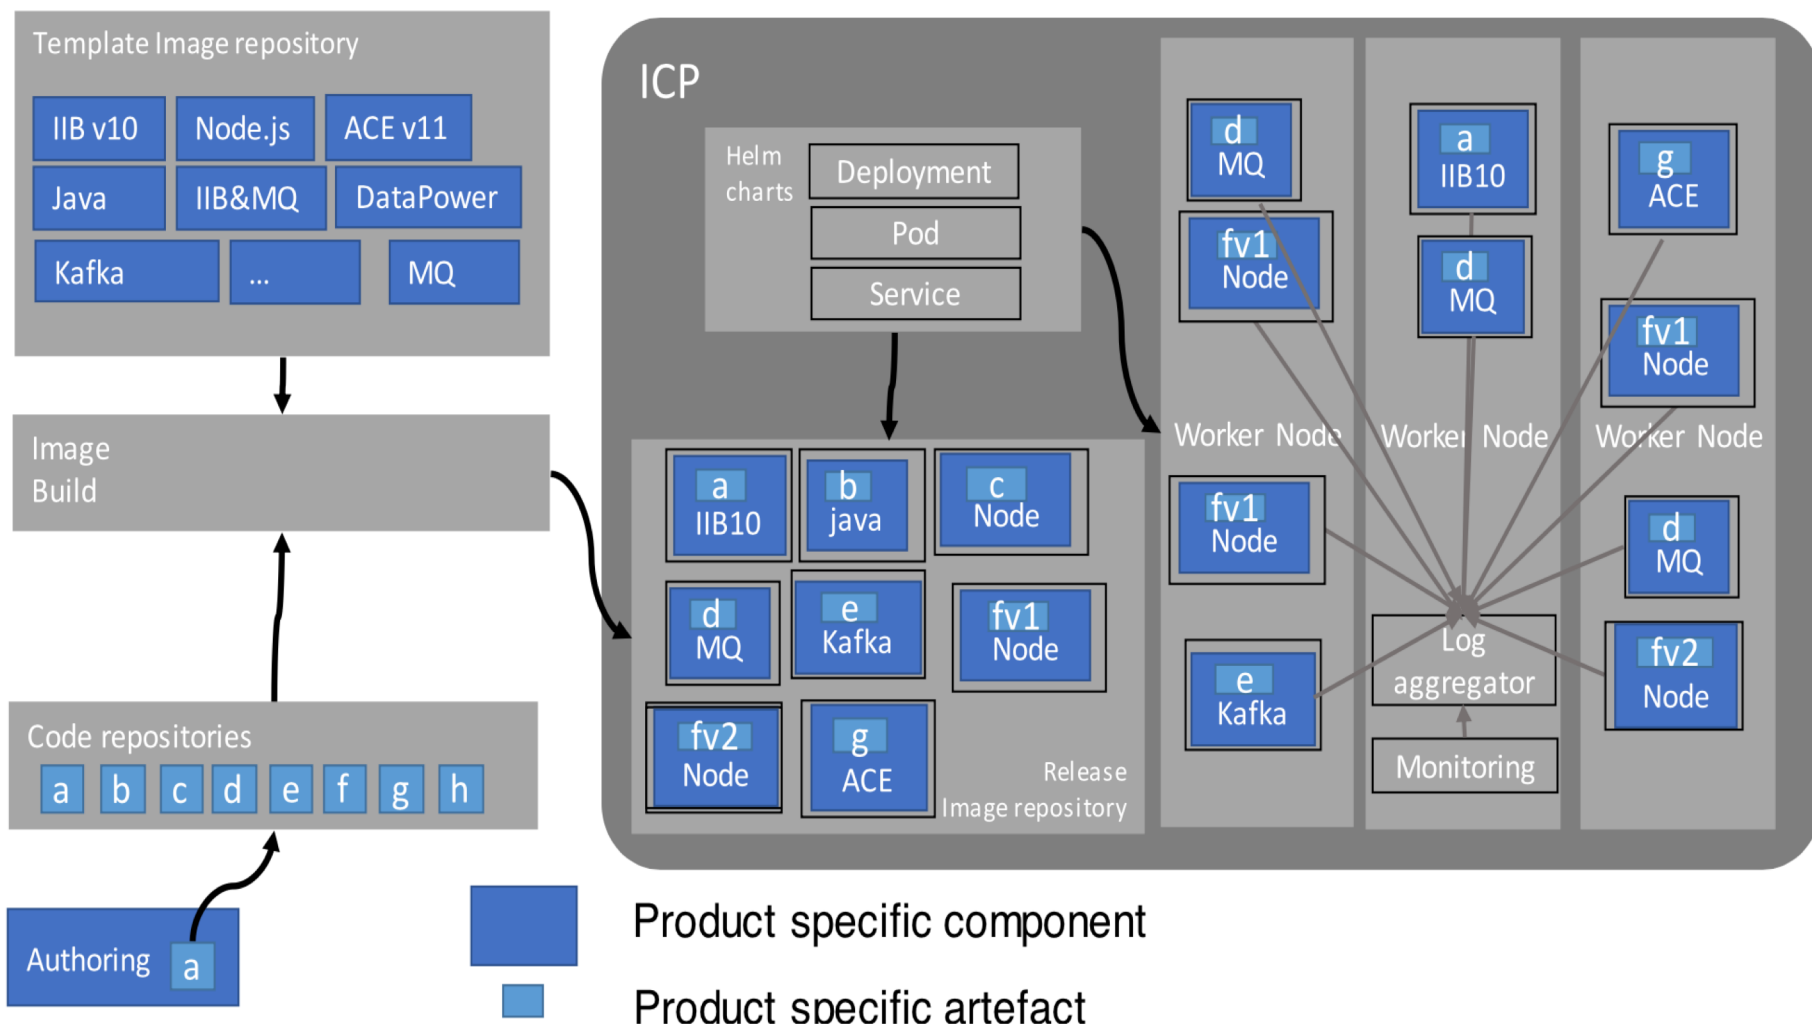 Template Image repository
IIB v10
Node.js
ACE v11
Java
IIB&MQ
DataPower
Kafka
...
MQ
Image
Build
Code repositories
a
b
c
d
e
f
g
h
Authoring
a
ICP
Helm
charts
Deployment
Pod
Service
a
IIB10
b
java
c
Node
d
MQ
e
Kafka
fv1
Node
fv2
Node
g
ACE
Release
Image repository
d
MQ
fv1
Node
Worker Node
fv1
Node
e
Kafka
a
IIB10
d
MQ
Worker Node
Log
aggregator
Monitoring
g
ACE
fv1
Node
Worker Node
d
MQ
fv2
Node
Product specific component
Product specific artefact